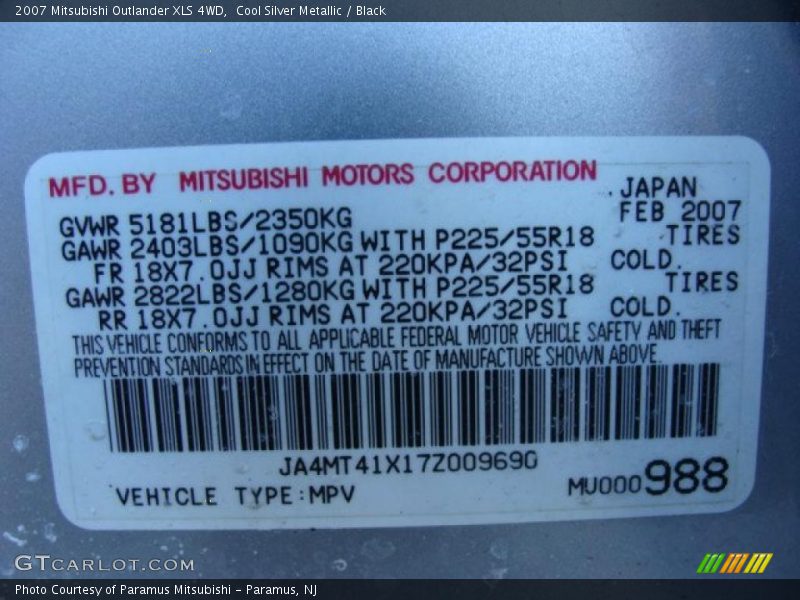 2007 Mitsubishi Outlander XLS 4WD, Cool Silver Metallic / Black
MFD. BY MITSUBISHI MOTORS CORPORATION . JAPAN
GVWR 5181LBS/2350KG FEB 2007
GAWR 2403LBS/1090KG WITH P225/55R18 TIRES
FR 18X7.0JJ RIMS AT 220KPA/32PSI COLD.
GAWR 2822LBS/1280KG WITH P225/55R18 TIRES
RR 18X7.0JJ RIMS AT 220KPA/32PSI COLD.
THIS VEHICLE CONFORMS TO ALL APPLICABLE FEDERAL MOTOR VEHICLE SAFETY AND THEFT
PREVENTION STANDARDS IN EFFECT ON THE DATE OF MANUFACTURE SHOWN ABOVE.
JA4MT41X17Z009690
VEHICLE TYPE:MPV MU000988
GTCARLOT.COM
Photo Courtesy of Paramus Mitsubishi – Paramus, NJ